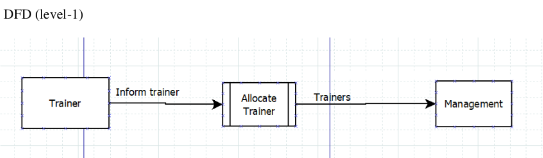 DFD (level-1)
Trainer
Inform trainer
Allocate
Trainer
Trainers
Management